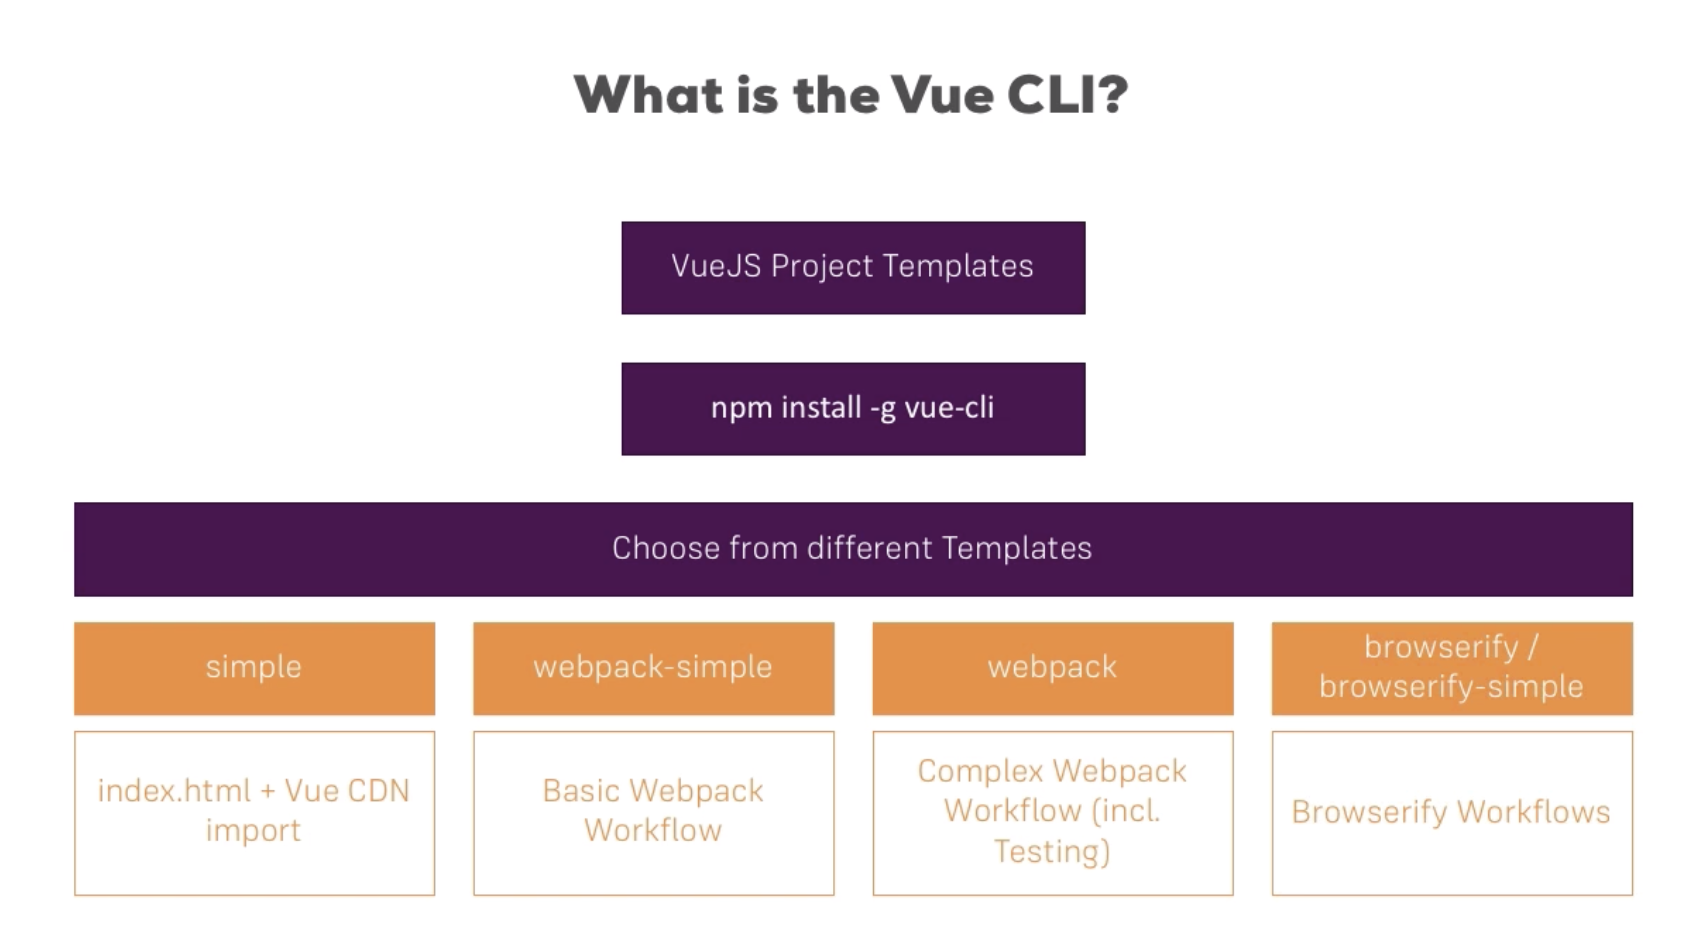 What is the Vue CLI?
VueJS Project Templates
npm install -g vue-cli
Choose from different Templates
simple
webpack-simple
webpack
browserify /
browserify-simple
index.html + Vue CDN
import
Basic Webpack
Workflow
Complex Webpack
Workflow (incl.
Testing)
Browserify Workflows